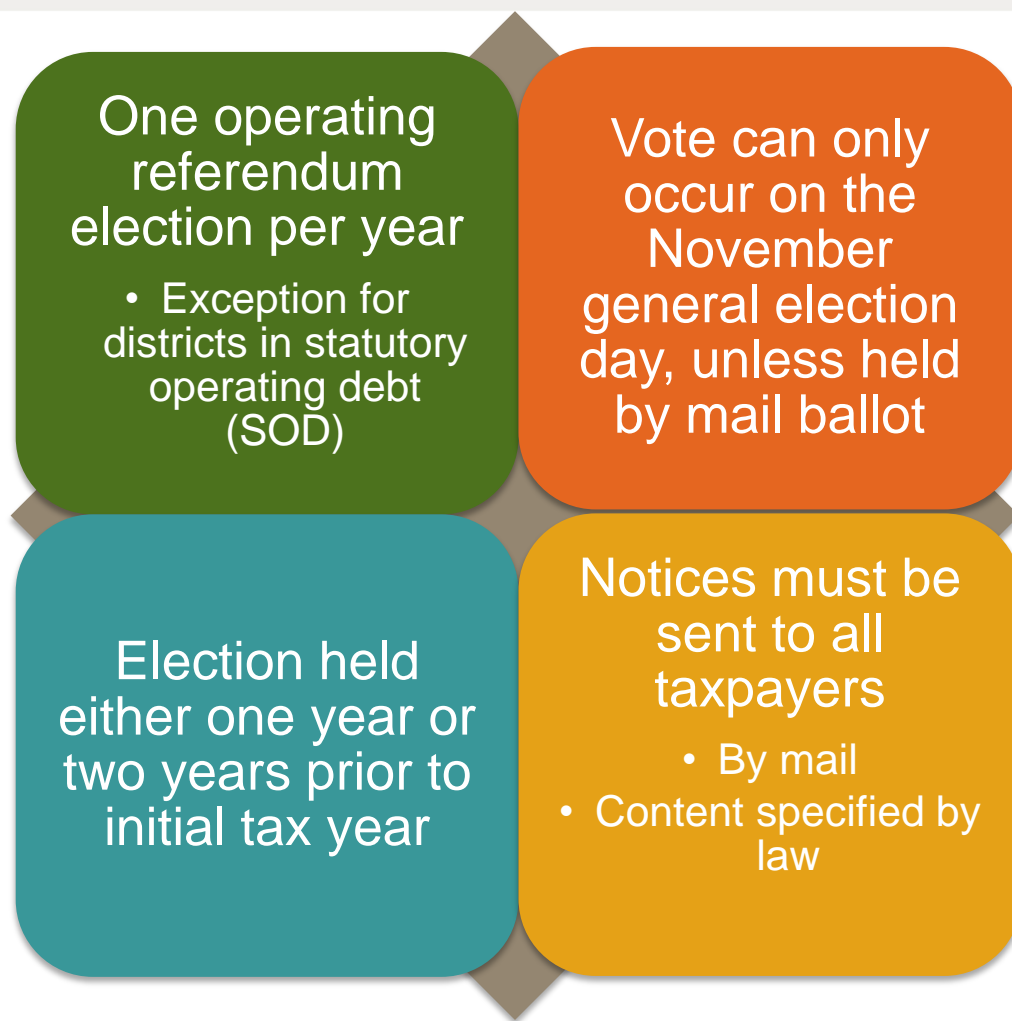 One operating
referendum
election per year
• Exception for
districts in statutory
operating debt
(SOD)
Vote can only
occur on the
November
general election
day, unless held
by mail ballot
Election held
either one year or
two years prior to
initial tax year
Notices must be
sent to all
taxpayers
• By mail
• Content specified by
law